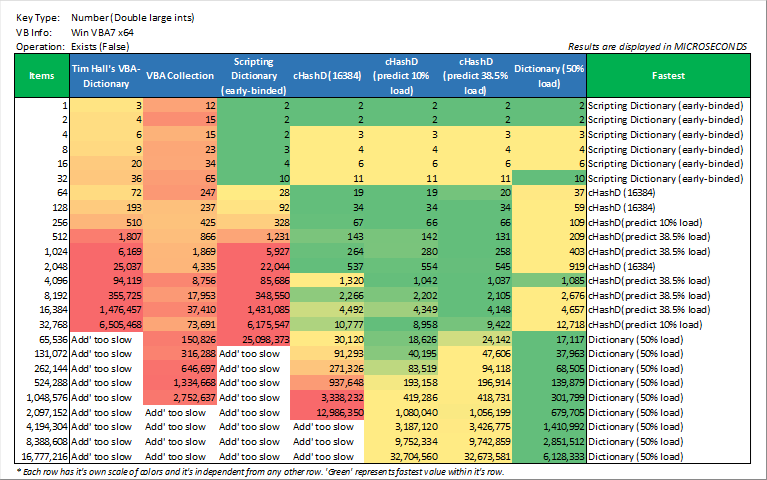 Key Type: Number (Double large ints)
VB Info: Win VBA7 x64
Operation: Exists (False)
Results are displayed in MICROSECONDS
Items Tim Hall's VBA-Dictionary VBA Collection Scripting Dictionary (early-binded) cHashD (16384) cHashD (predict 10% load) cHashD (predict 38.5% load) Dictionary (50% load) Fastest
1 3 12 2 2 2 2 2 Scripting Dictionary (early-binded)
2 4 15 2 2 2 2 2 Scripting Dictionary (early-binded)
4 6 15 2 3 3 3 3 Scripting Dictionary (early-binded)
8 9 23 3 4 4 4 4 Scripting Dictionary (early-binded)
16 20 34 4 6 6 6 6 Scripting Dictionary (early-binded)
32 36 65 10 11 11 11 10 Scripting Dictionary (early-binded)
64 72 247 28 19 19 20 37 cHashD (16384)
128 193 237 92 34 34 34 59 cHashD (16384)
256 510 425 328 67 66 66 109 cHashD(predict 10% load)
512 1,807 866 1,231 143 142 131 209 cHashD(predict 38.5% load)
1,024 6,169 1,869 5,927 264 280 258 403 cHashD(predict 38.5% load)
2,048 25,037 4,335 22,044 537 554 545 919 cHashD (16384)
4,096 94,119 8,756 85,686 1,320 1,042 1,037 1,085 cHashD(predict 38.5% load)
8,192 355,725 17,953 348,550 2,266 2,202 2,105 2,676 cHashD(predict 38.5% load)
16,384 1,476,457 37,410 1,431,085 4,492 4,349 4,148 4,657 cHashD(predict 38.5% load)
32,768 6,505,468 73,691 6,175,547 10,777 8,958 9,422 12,718 cHashD(predict 10% load)
65,536 Add' too slow 150,826 25,098,373 30,120 18,626 24,142 17,117 Dictionary (50% load)
131,072 Add' too slow 316,288 Add' too slow 91,293 40,195 47,606 37,963 Dictionary (50% load)
262,144 Add' too slow 646,697 Add' too slow 271,326 83,519 94,118 68,505 Dictionary (50% load)
524,288 Add' too slow 1,334,668 Add' too slow 937,648 193,158 196,914 139,879 Dictionary (50% load)
1,048,576 Add' too slow 2,752,637 Add' too slow 3,338,232 419,286 418,731 301,799 Dictionary (50% load)
2,097,152 Add' too slow Add' too slow Add' too slow 12,986,350 1,080,040 1,056,199 679,705 Dictionary (50% load)
4,194,304 Add' too slow Add' too slow Add' too slow Add' too slow 3,187,120 3,426,775 1,410,992 Dictionary (50% load)
8,388,608 Add' too slow Add' too slow Add' too slow Add' too slow 9,752,334 9,742,859 2,851,512 Dictionary (50% load)
16,777,216 Add' too slow Add' too slow Add' too slow Add' too slow 32,704,560 32,673,581 6,128,333 Dictionary (50% load)
* Each row has it's own scale of colors and it's independent from any other row. 'Green' represents fastest value within it's row.